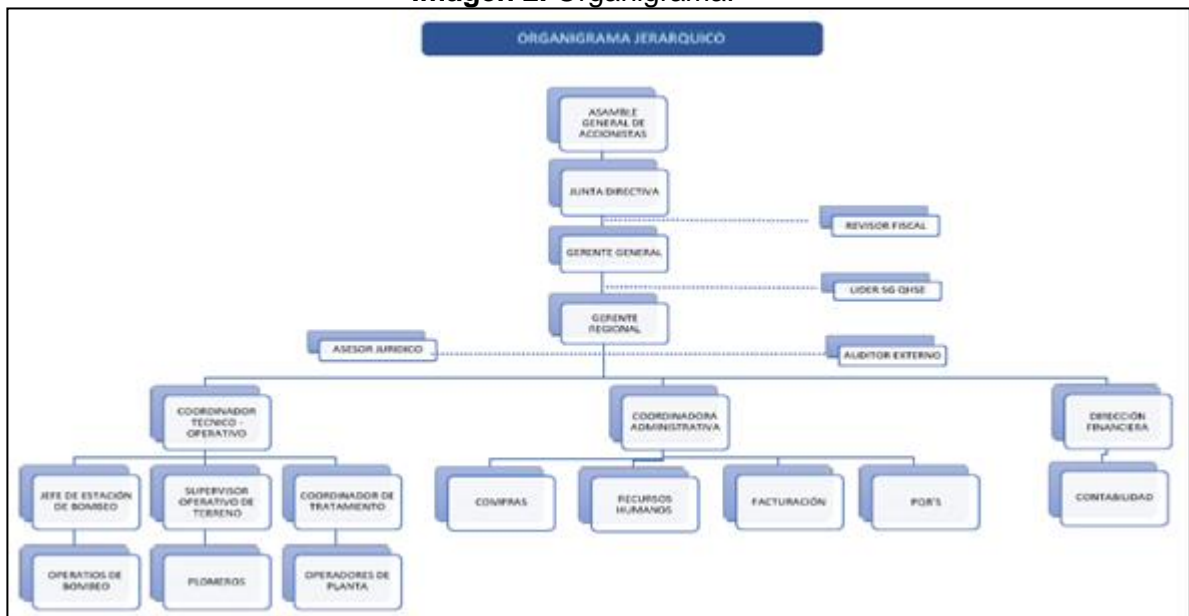 Imagen 2. Organigrama.
ORGANIGRAMA JERARQUICO
ASAMBLE
GENERAL DE
ACCIONISTAS
JUNTA DIRECTIVA
REVISOR FISCAL
GERENTE GENERAL
LIDER SG QHSE
GERENTE
REGIONAL
ASESOR JURIDICO
AUDITOR EXTERNO
COORDINADOR
TECNICO -
OPERATIVO
COORDINADORA
ADMINISTRATIVA
DIRECCIÓN
FINANCIERA
JEFE DE ESTACIÓN
DE BOMBEO
SUPERVISOR
OPERATIVO DE
TERRENO
COORDINADOR DE
TRATAMIENTO
COMPRAS
RECURSOS
HUMANOS
FACTURACIÓN
PQR'S
CONTABILIDAD
OPERATIOS DE
BOMBEO
PLOMEROS
OPERADORES DE
PLANTA